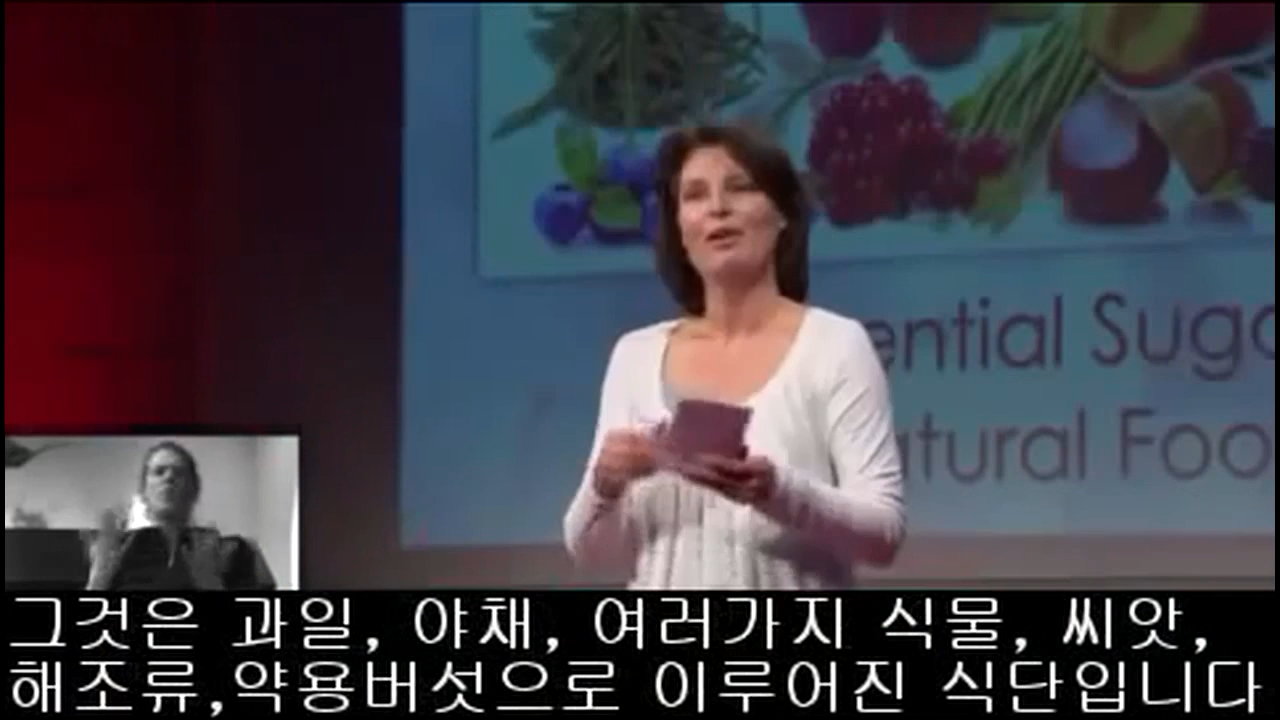 ential Suga
atural Foo
그것은 과일, 야채, 여러가지 식물, 씨앗,
해조류,약용버섯으로 이루어진 식단입니다